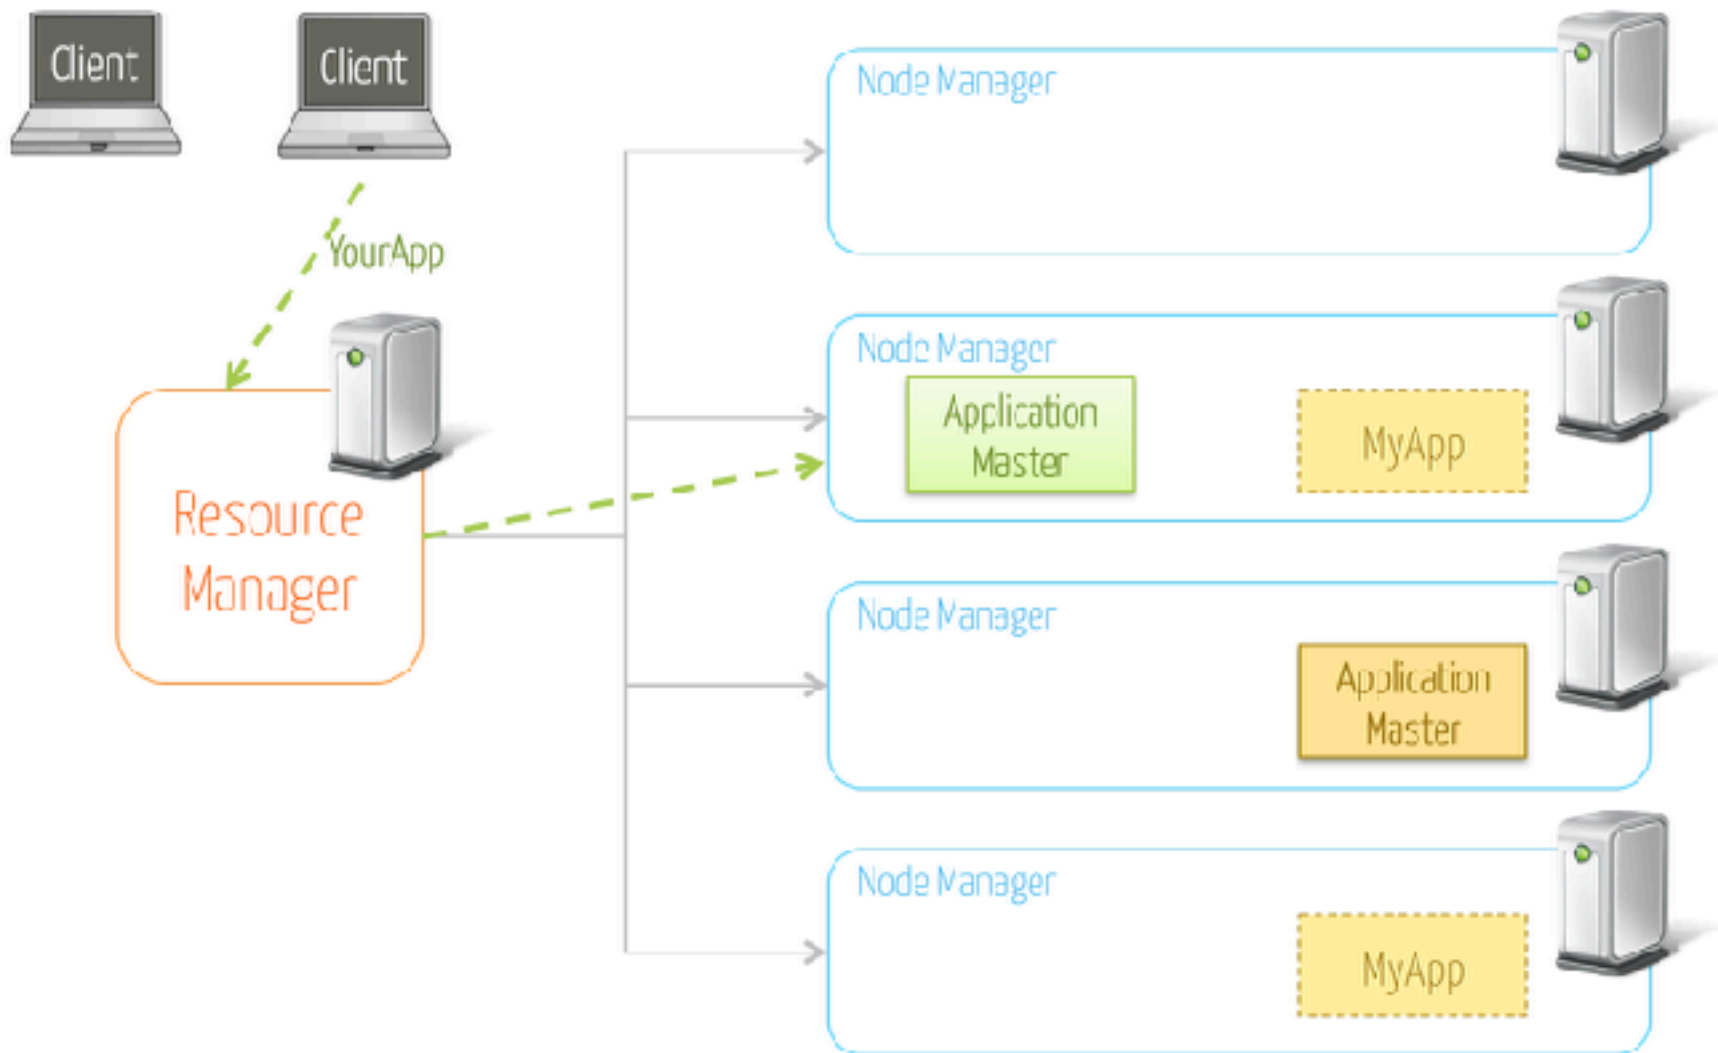 Client
Client
YourApp
Resource
Manager
Node Manager
Node Manager
Application
Master
MyApp
Node Manager
Application
Master
Node Manager
MyApp